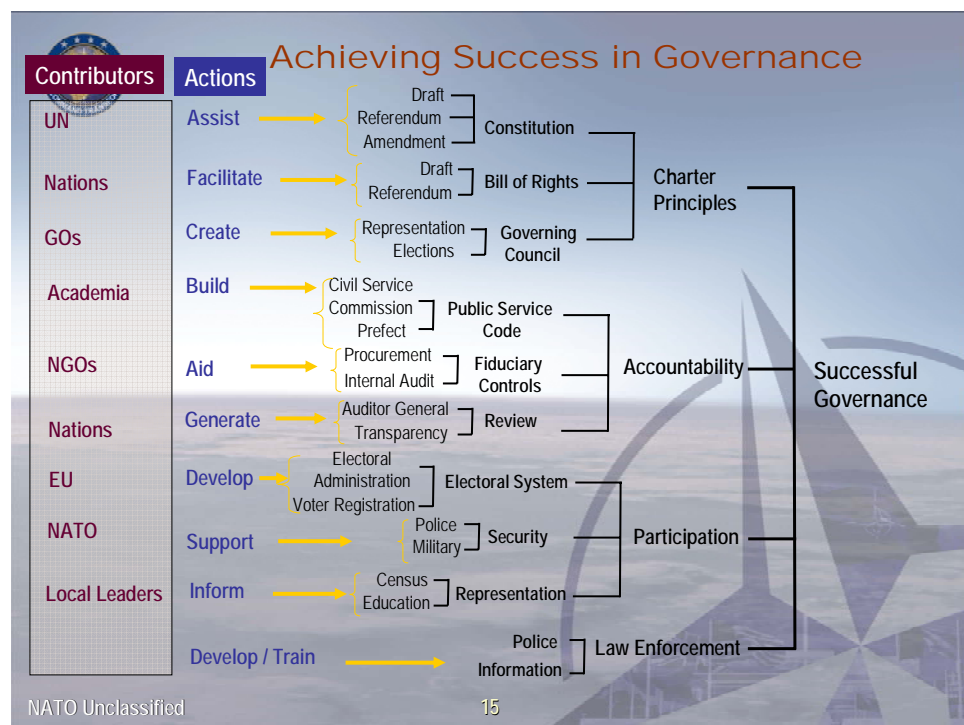 Achieving Success in Governance
Contributors
Actions
UN
Nations
GOs
Academia
NGOs
Nations
EU
NATO
Local Leaders
Assist
Draft
Referendum
Amendment
Constitution
Facilitate
Draft
Referendum
Bill of Rights
Create
Representation
Elections
Governing
Council
Charter
Principles
Build
Civil Service
Commission
Prefect
Public Service
Code
Aid
Procurement
Internal Audit
Fiduciary
Controls
Generate
Auditor General
Transparency
Review
Accountability
Develop
Electoral
Administration
Voter Registration
Electoral System
Support
Police
Military
Security
Inform
Census
Education
Representation
Participation
Develop / Train
Police
Information
Law Enforcement
Successful
Governance
NATO Unclassified
15